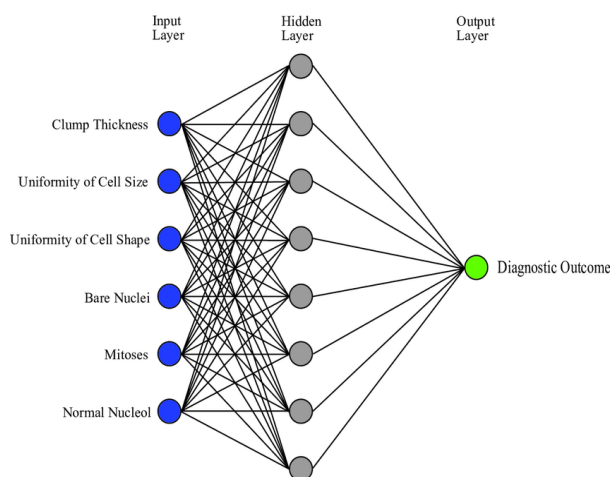 Input
Layer
Hidden
Layer
Output
Layer
Clump Thickness
Uniformity of Cell Size
Uniformity of Cell Shape
Bare Nuclei
Mitoses
Normal Nucleol
Diagnostic Outcome